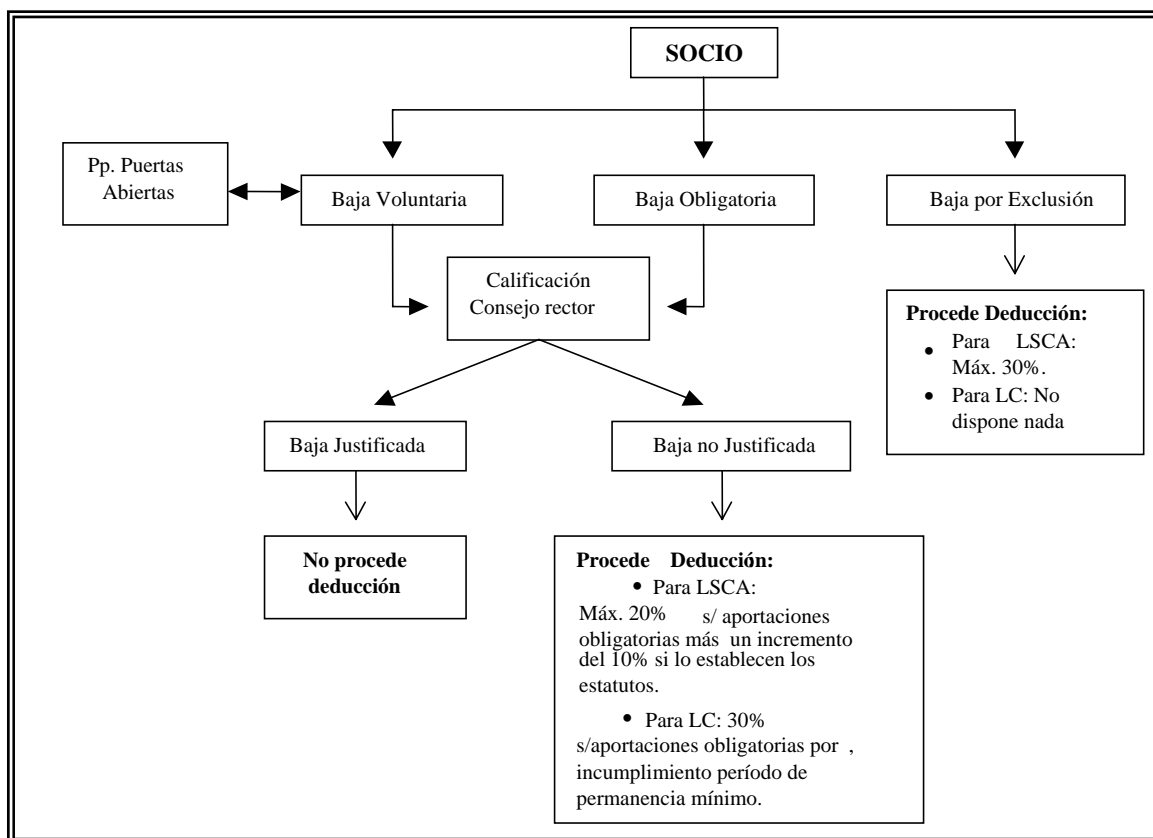 SOCIO
Pp. Puertas
Abiertas
Baja Voluntaria
Baja Obligatoria
Baja por Exclusión
Calificación
Consejo rector
Procede Deducción:
• Para LSCA:
Máx. 30%.
• Para LC: No
dispone nada
Baja Justificada
Baja no Justificada
No procede
deducción
Procede Deducción:
• Para LSCA:
Máx. 20% s/ aportaciones
obligatorias más un incremento
del 10% si lo establecen los
estatutos.
• Para LC: 30%
s/aportaciones obligatorias por ,
incumplimiento período de
permanencia mínimo.